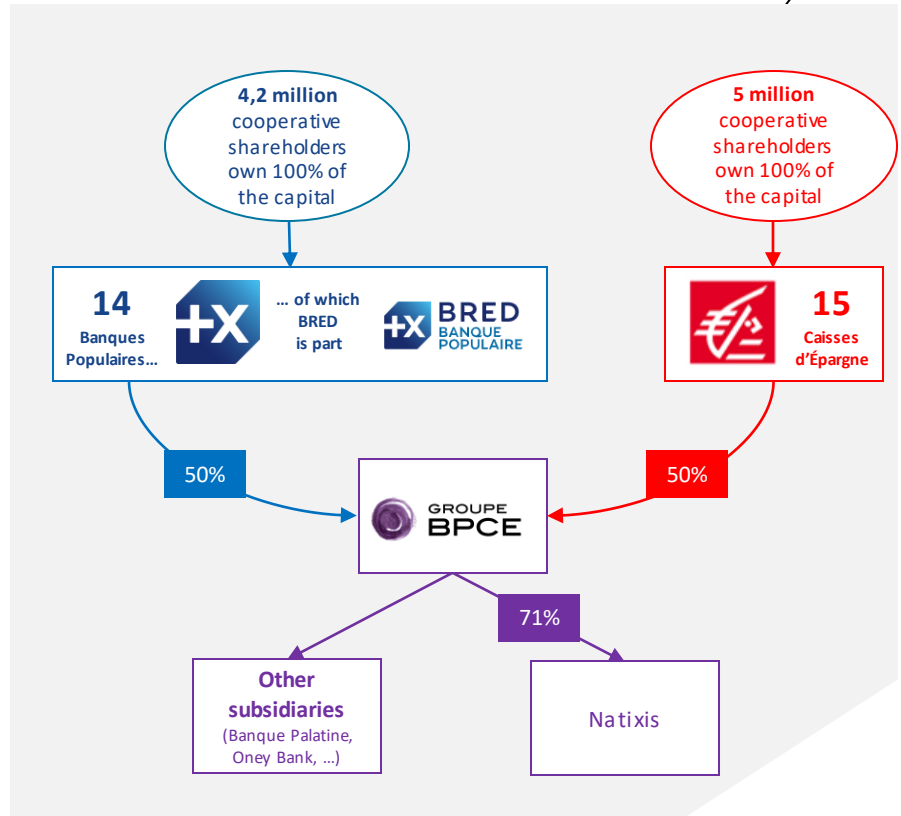 4,2 million
cooperative
shareholders
own 100% of
the capital
5 million
cooperative
shareholders
own 100% of
the capital
14
Banques
Populaires...
+X
... of which
BRED
is part
+X
BRED
BANQUE
POPULAIRE
15
Caisses
d'Épargne
50%
50%
GROUPE
BPCE
71%
Other
subsidiaries
(Banque Palatine,
Oney Bank, ...)
Natixis